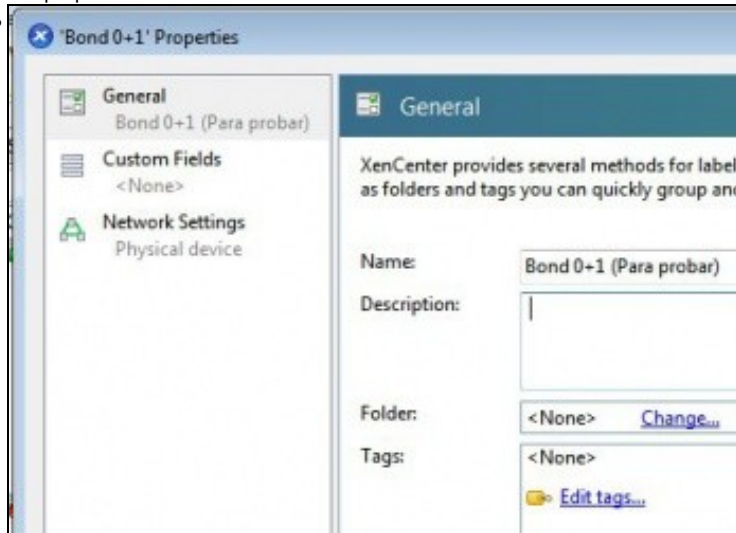 'Bond 0+1' Properties
General
Bond 0+1 (Para probar)
Custom Fields
<None>
Network Settings
Physical device
General
XenCenter provides several methods for label
as folders and tags you can quickly group and
Name:
Bond 0+1 (Para probar)
Description:
Folder:
<None> Change...
Tags:
<None>
Edit tags...